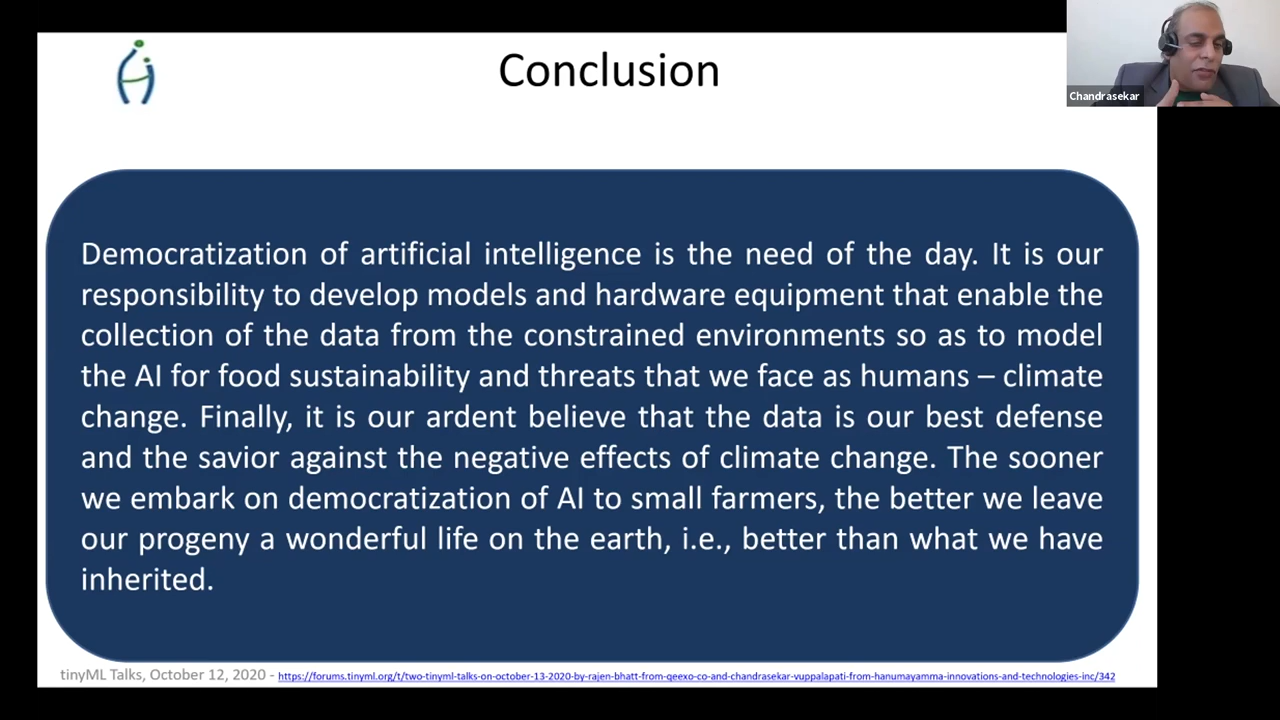 Conclusion
Chandrasekar
Democratization of artificial intelligence is the need of the day. It is our
responsibility to develop models and hardware equipment that enable the
collection of the data from the constrained environments so as to model
the AI for food sustainability and threats that we face as humans – climate
change. Finally, it is our ardent believe that the data is our best defense
and the savior against the negative effects of climate change. The sooner
we embark on democratization of AI to small farmers, the better we leave
our progeny a wonderful life on the earth, i.e., better than what we have
inherited.
tinyML Talks, October 12, 2020 - https://forums.tinyml.org/t/two-tinyml-talks-on-october-13-2020-by-rajen-bhatt-from-qeexo-co-and-chandrasekar-vuppalapati-from-hanumayamma-innovations-and-technologies-inc/342